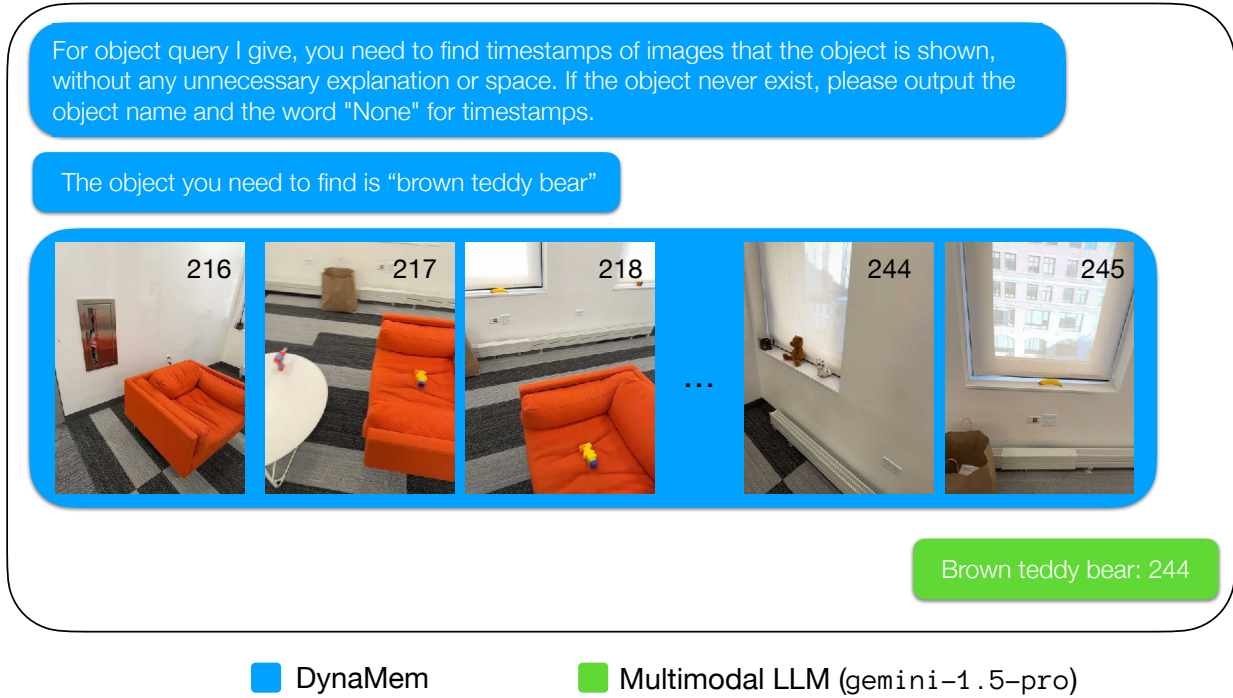 For object query I give, you need to find timestamps of images that the object is shown,
without any unnecessary explanation or space. If the object never exist, please output the
object name and the word "None" for timestamps.
The object you need to find is “brown teddy bear”
216
217
218
...
244
245
Brown teddy bear: 244
DynaMem
Multimodal LLM (gemini-1.5-pro)